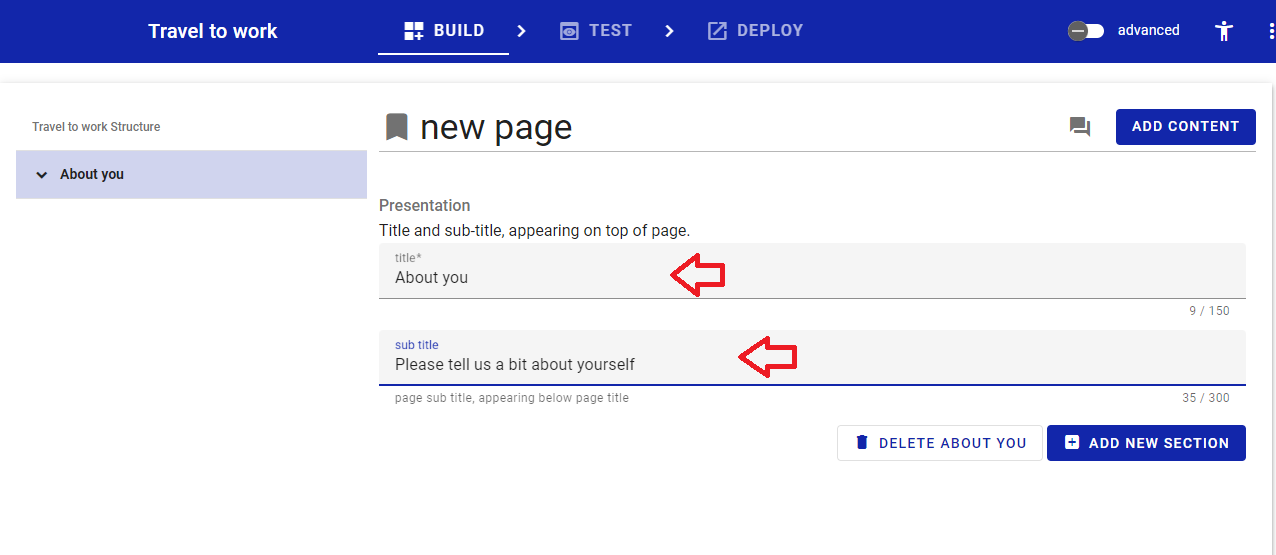 Travel to work
BUILD
TEST
DEPLOY
advanced
Travel to work Structure
About you
new page
ADD CONTENT
Presentation
Title and sub-title, appearing on top of page.
title*
About you
9 / 150
sub title
Please tell us a bit about yourself
page sub title, appearing below page title
35 / 300
DELETE ABOUT YOU
ADD NEW SECTION